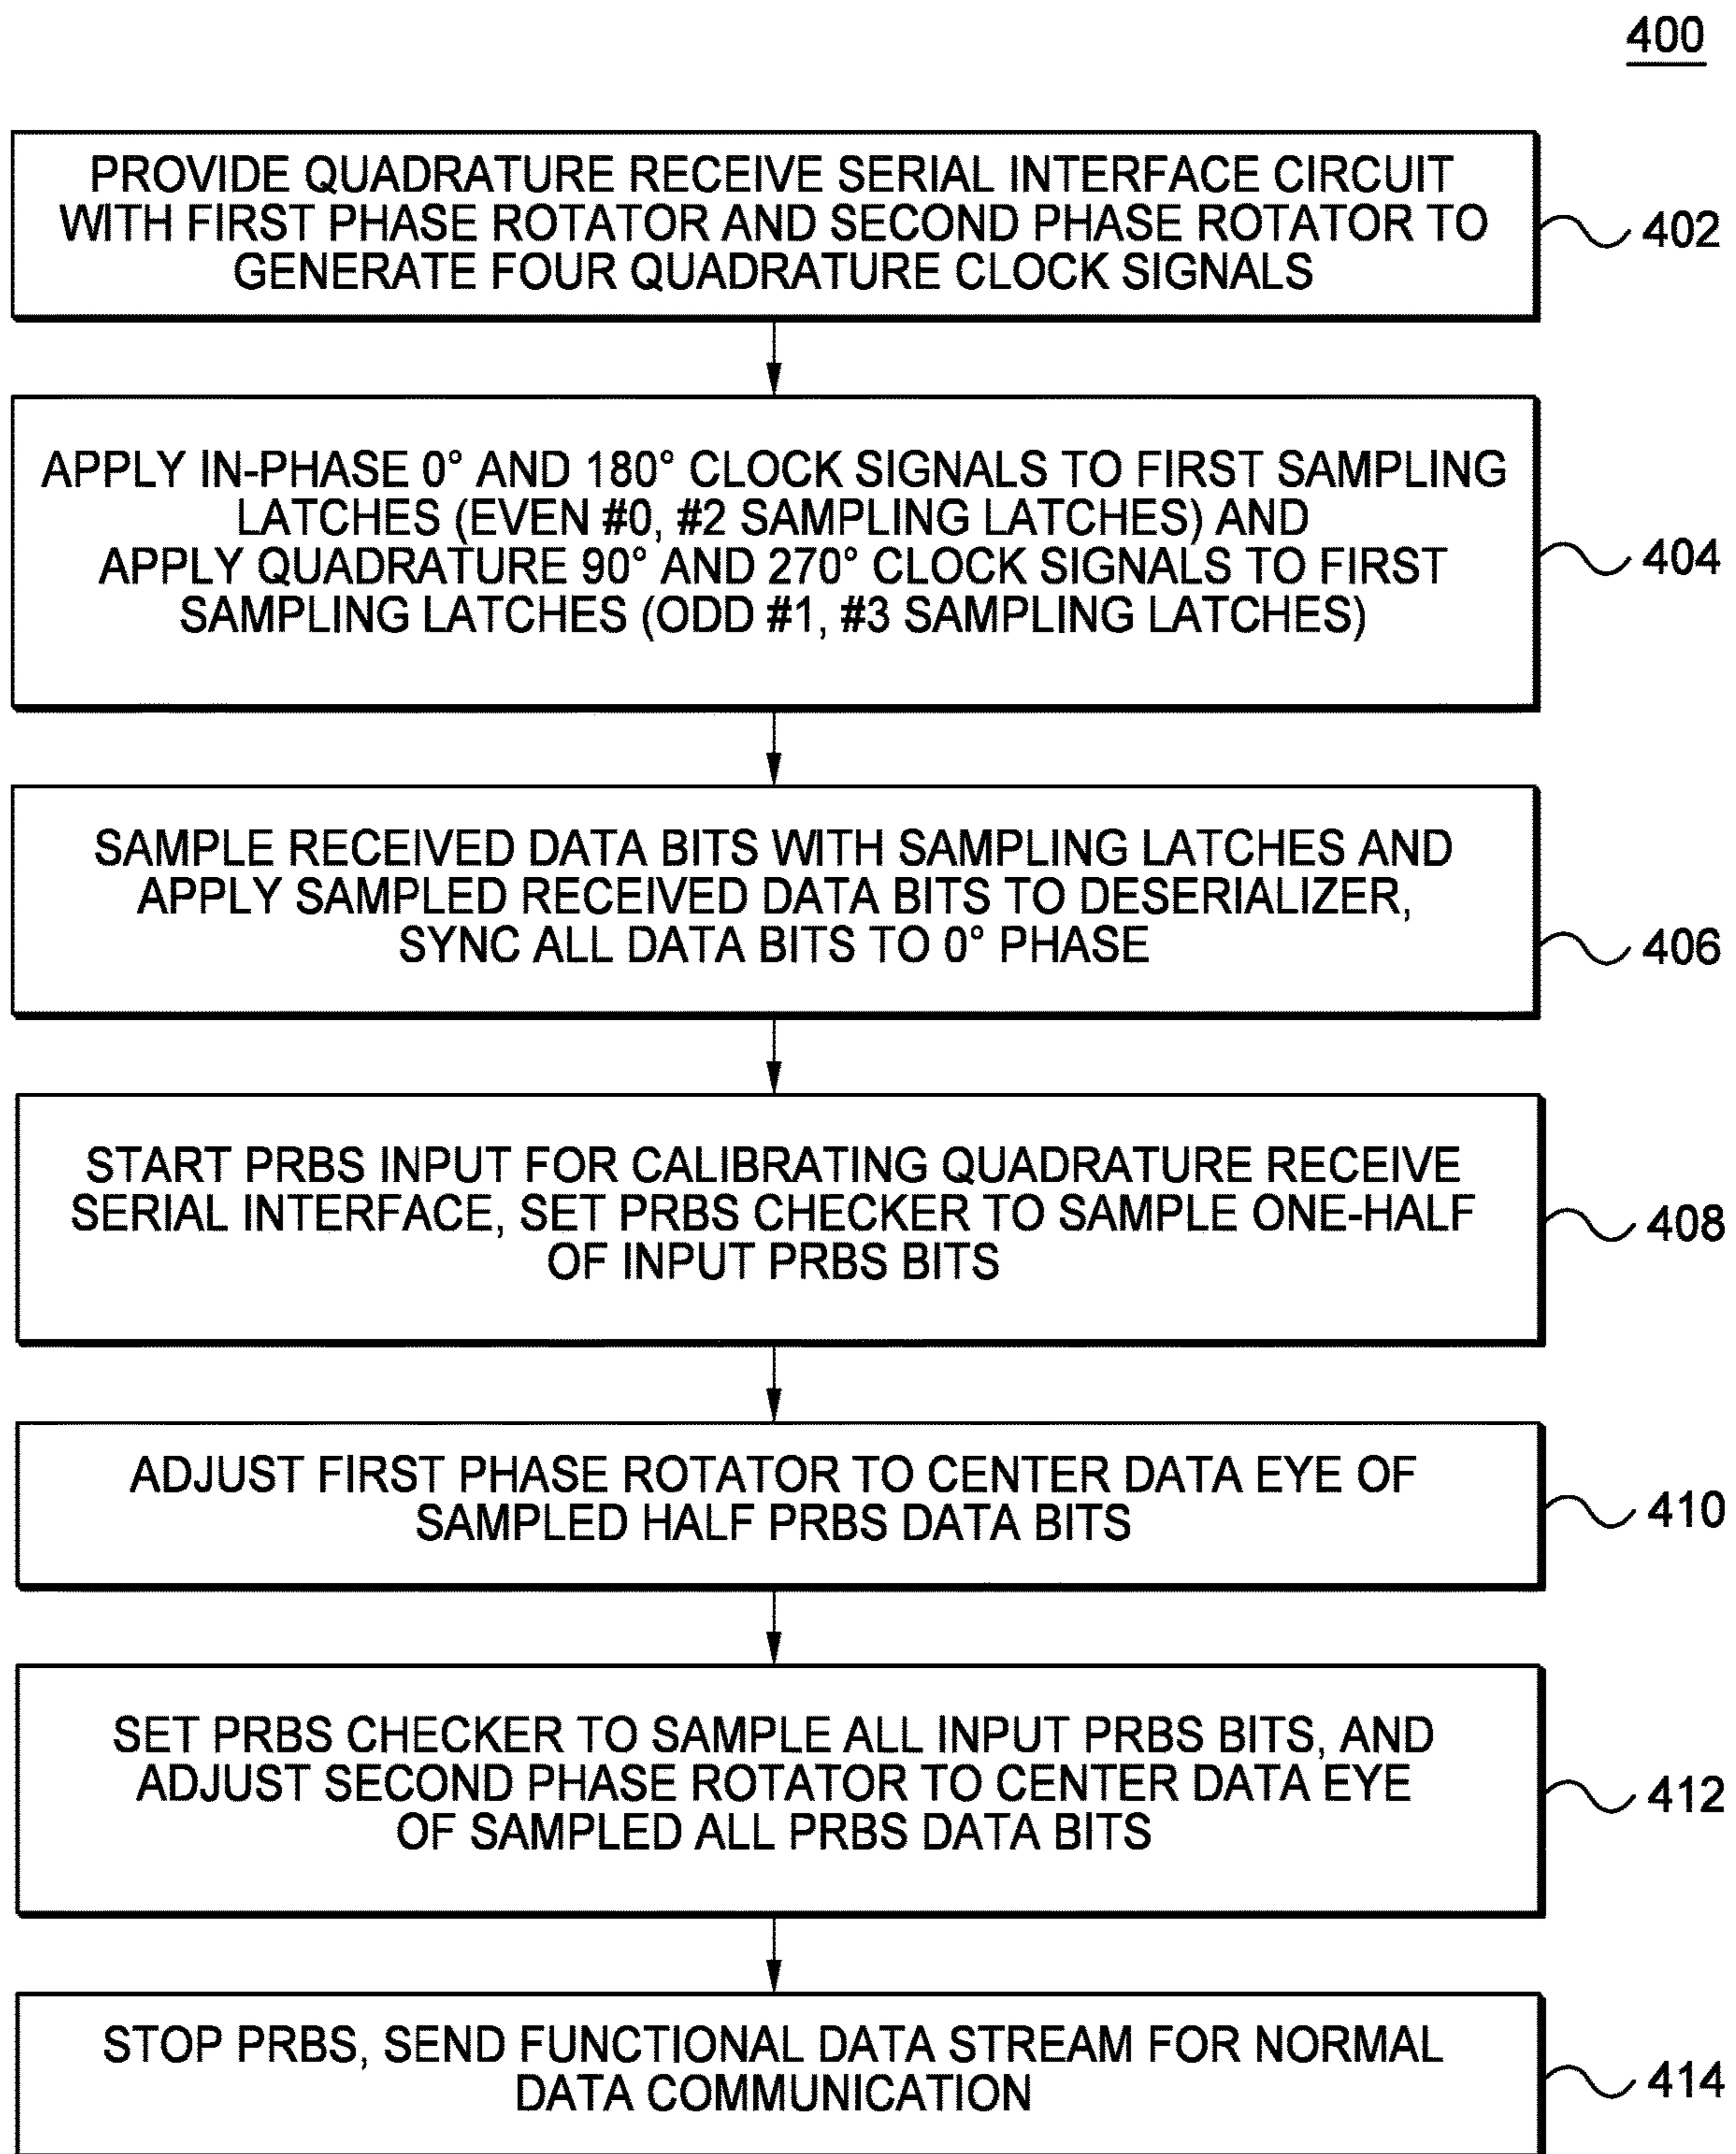 400
PROVIDE QUADRATURE RECEIVE SERIAL INTERFACE CIRCUIT
WITH FIRST PHASE ROTATOR AND SECOND PHASE ROTATOR TO
GENERATE FOUR QUADRATURE CLOCK SIGNALS
402
APPLY IN-PHASE 0° AND 180° CLOCK SIGNALS TO FIRST SAMPLING
LATCHES (EVEN #0, #2 SAMPLING LATCHES) AND
APPLY QUADRATURE 90° AND 270° CLOCK SIGNALS TO FIRST
SAMPLING LATCHES (ODD #1, #3 SAMPLING LATCHES)
404
SAMPLE RECEIVED DATA BITS WITH SAMPLING LATCHES AND
APPLY SAMPLED RECEIVED DATA BITS TO DESERIALIZER,
SYNC ALL DATA BITS TO 0° PHASE
406
START PRBS INPUT FOR CALIBRATING QUADRATURE RECEIVE
SERIAL INTERFACE, SET PRBS CHECKER TO SAMPLE ONE-HALF
OF INPUT PRBS BITS
408
ADJUST FIRST PHASE ROTATOR TO CENTER DATA EYE OF
SAMPLED HALF PRBS DATA BITS
410
SET PRBS CHECKER TO SAMPLE ALL INPUT PRBS BITS, AND
ADJUST SECOND PHASE ROTATOR TO CENTER DATA EYE
OF SAMPLED ALL PRBS DATA BITS
412
STOP PRBS, SEND FUNCTIONAL DATA STREAM FOR NORMAL
DATA COMMUNICATION
414